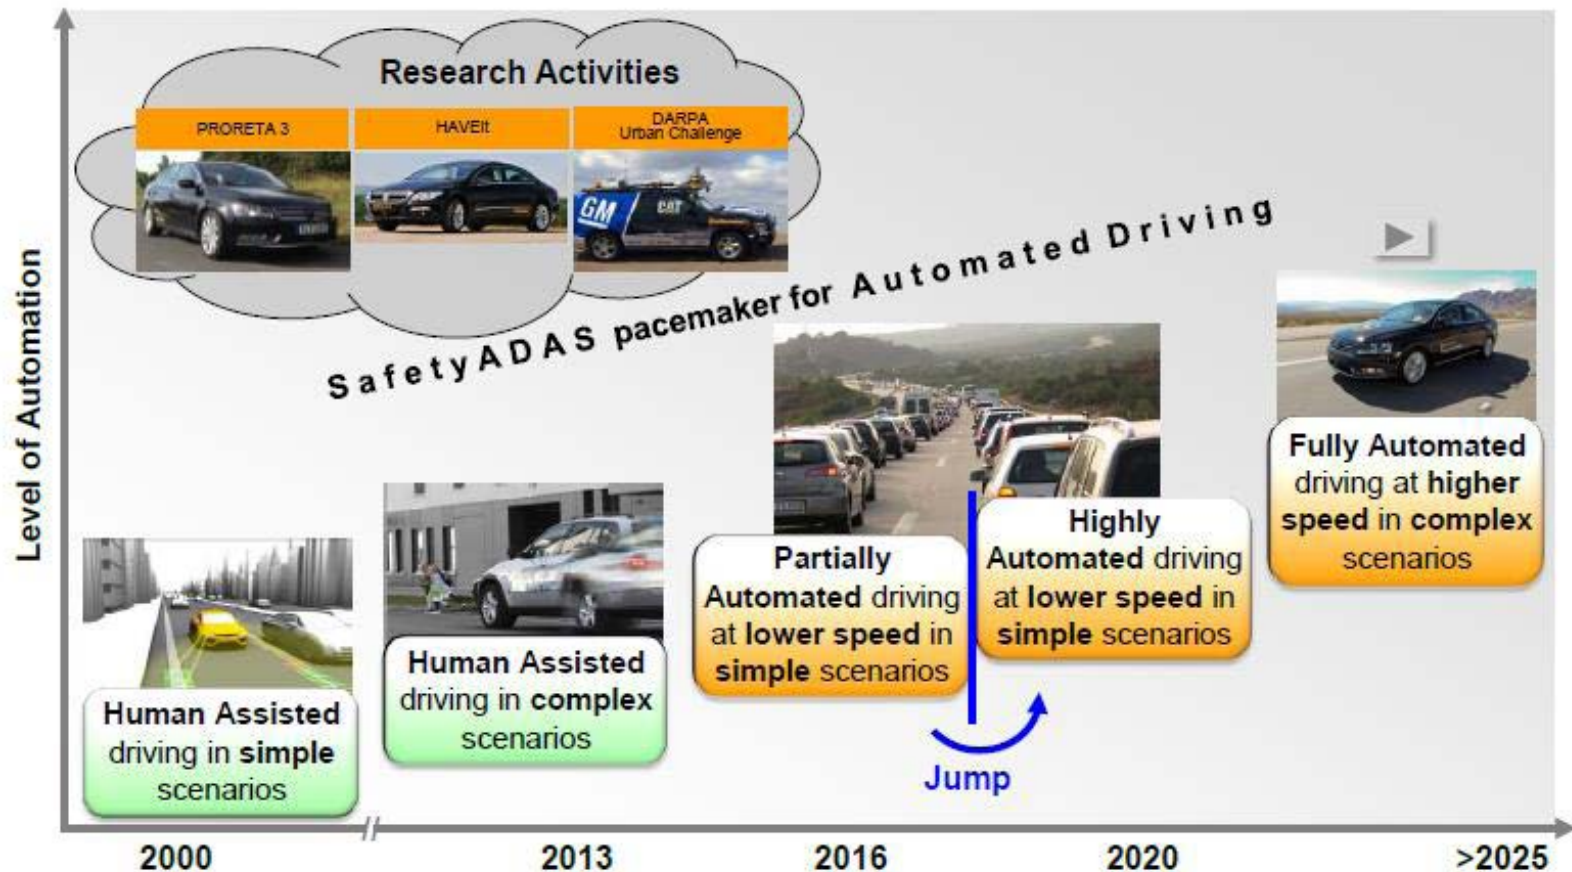 Research Activities
PRORETA 3
HAVEit
DARPA
Urban Challenge
GM
CAT
Safety ADAS pacemaker for Automated Driving
Level of Automation
Human Assisted
driving in simple
scenarios
Human Assisted
driving in complex
scenarios
Partially
Automated driving
at lower speed in
simple scenarios
Highly
Automated driving
at lower speed in
simple scenarios
Fully Automated
driving at higher
speed in complex
scenarios
Jump
2000
2013
2016
2020
>2025